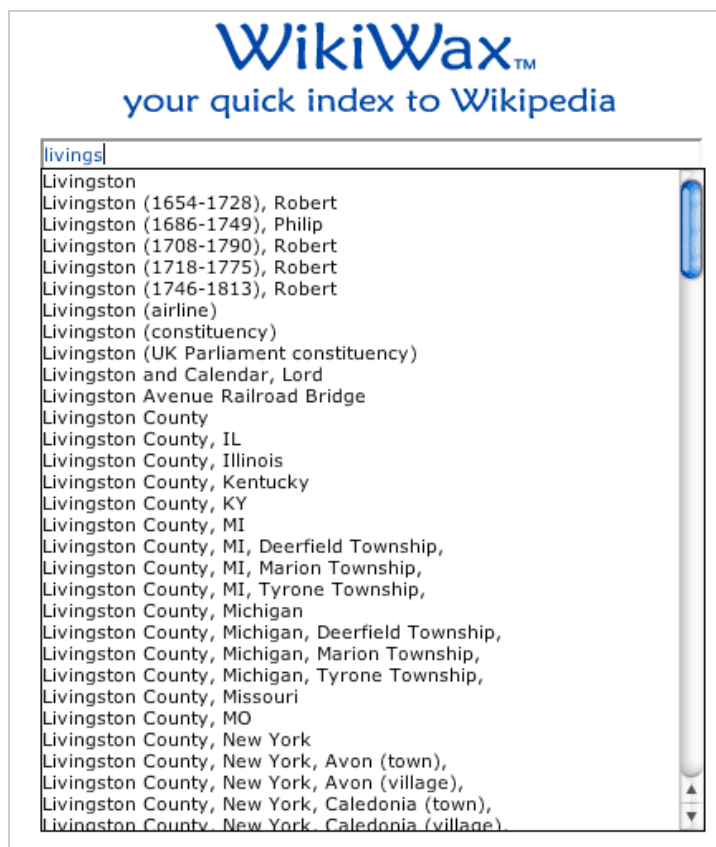 WikiWax™
your quick index to Wikipedia
livings
Livingston
Livingston (1654-1728), Robert
Livingston (1686-1749), Philip
Livingston (1708-1790), Robert
Livingston (1718-1775), Robert
Livingston (1746-1813), Robert
Livingston (airline)
Livingston (constituency)
Livingston (UK Parliament constituency)
Livingston and Calendar, Lord
Livingston Avenue Railroad Bridge
Livingston County
Livingston County, IL
Livingston County, Illinois
Livingston County, Kentucky
Livingston County, KY
Livingston County, MI
Livingston County, MI, Deerfield Township,
Livingston County, MI, Marion Township,
Livingston County, MI, Tyrone Township,
Livingston County, Michigan
Livingston County, Michigan, Deerfield Township,
Livingston County, Michigan, Marion Township,
Livingston County, Michigan, Tyrone Township,
Livingston County, Missouri
Livingston County, MO
Livingston County, New York
Livingston County, New York, Avon (town),
Livingston County, New York, Avon (village),
Livingston County, New York, Caledonia (town),
Livingston County, New York, Caledonia (village),